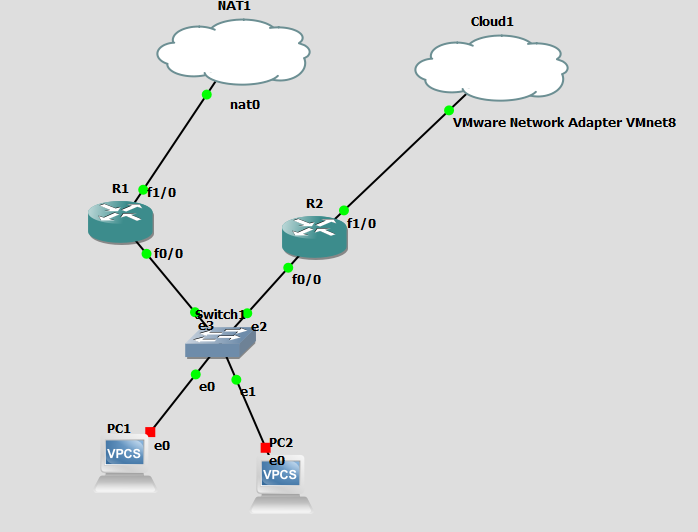 NAT1
Cloud1
nat0
VMware Network Adapter VMnet8
R1
f1/0
R2
f1/0
f0/0
f0/0
Switch1
e3
e2
e0
e1
PC1
e0
VPCS
PC2
e0
VPCS